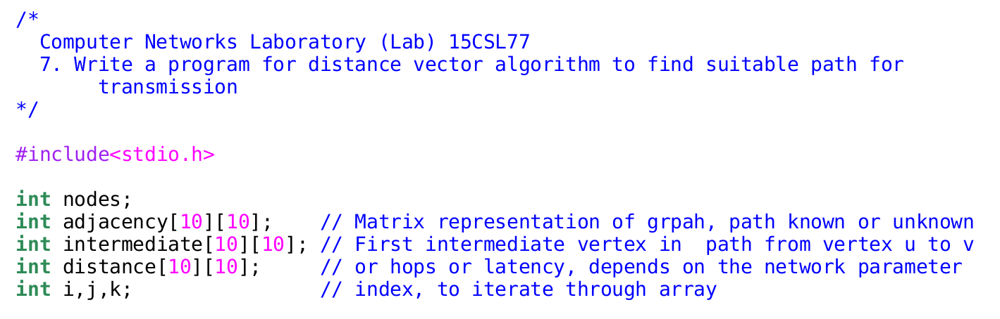 /*
  Computer Networks Laboratory (Lab) 15CSL77
  7. Write a program for distance vector algorithm to find suitable path for
       transmission
*/

#include<stdio.h>

int nodes;
int adjacency[10][10];    // Matrix representation of grpah, path known or unknown
int intermediate[10][10]; // First intermediate vertex in  path from vertex u to v
int distance[10][10];     // or hops or latency, depends on the network parameter
int i,j,k;                // index, to iterate through array